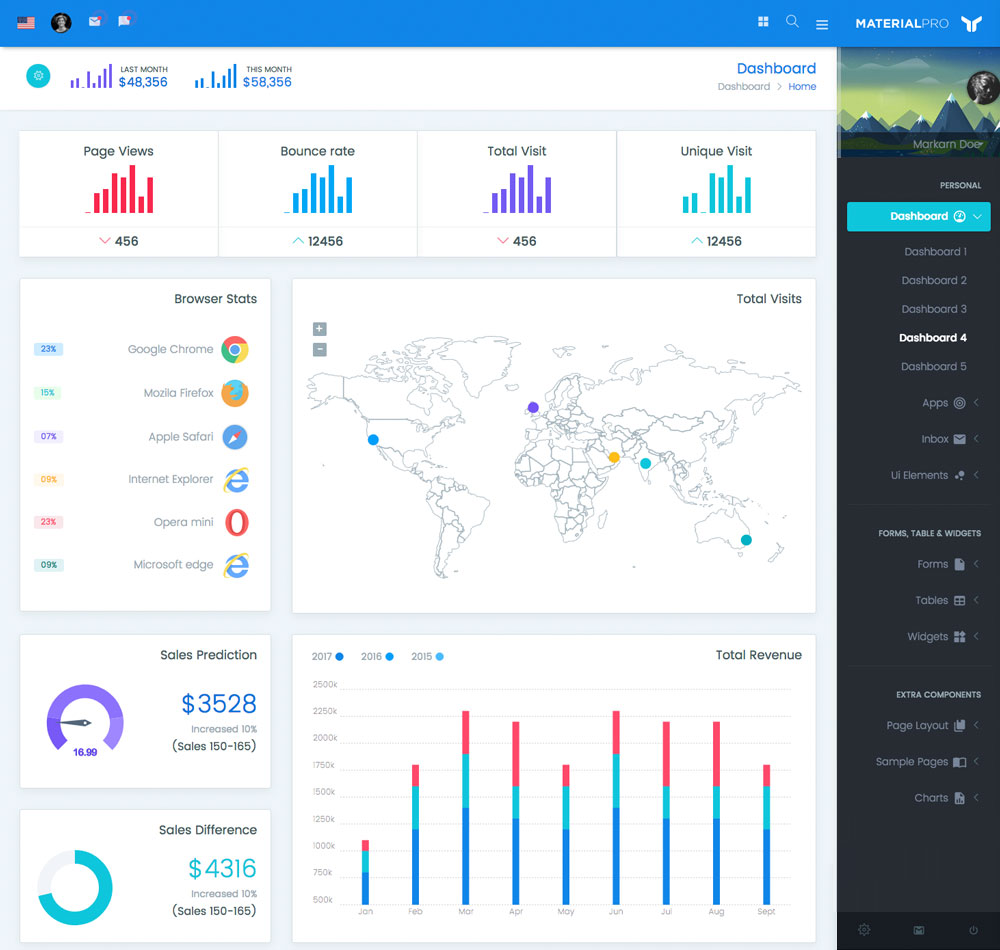 MATERIALPRO
LAST MONTH
$48,356
THIS MONTH
$58,356
Dashboard
Dashboard > Home
Page Views
456
Bounce rate
12456
Total Visit
456
Unique Visit
12456
Browser Stats
23% Google Chrome
15% Mozila Firefox
07% Apple Safari
09% Internet Explorer
23% Opera mini
09% Microsoft edge
Total Visits
+
−
Sales Prediction
16.99
$3528
Increased 10%
(Sales 150-165)
Sales Difference
$4316
Increased 10%
(Sales 150-165)
2017 2016 2015
Total Revenue
2500k
2250k
2000k
1750k
1500k
1250k
1000k
750k
500k
Jan Feb Mar Apr May Jun Jul Aug Sept
Markarn Doe
PERSONAL
Dashboard
Dashboard 1
Dashboard 2
Dashboard 3
Dashboard 4
Dashboard 5
Apps
Inbox
Ui Elements
FORMS, TABLE & WIDGETS
Forms
Tables
Widgets
EXTRA COMPONENTS
Page Layout
Sample Pages
Charts